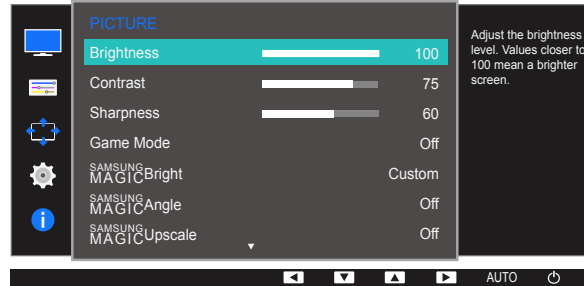 PICTURE
Brightness 100
Contrast 75
Sharpness 60
Game Mode Off
SAMSUNG
MAGICBright Custom
SAMSUNG
MAGICAngle Off
SAMSUNG
MAGICUpscale Off
Adjust the brightness
level. Values closer to
100 mean a brighter
screen.
AUTO